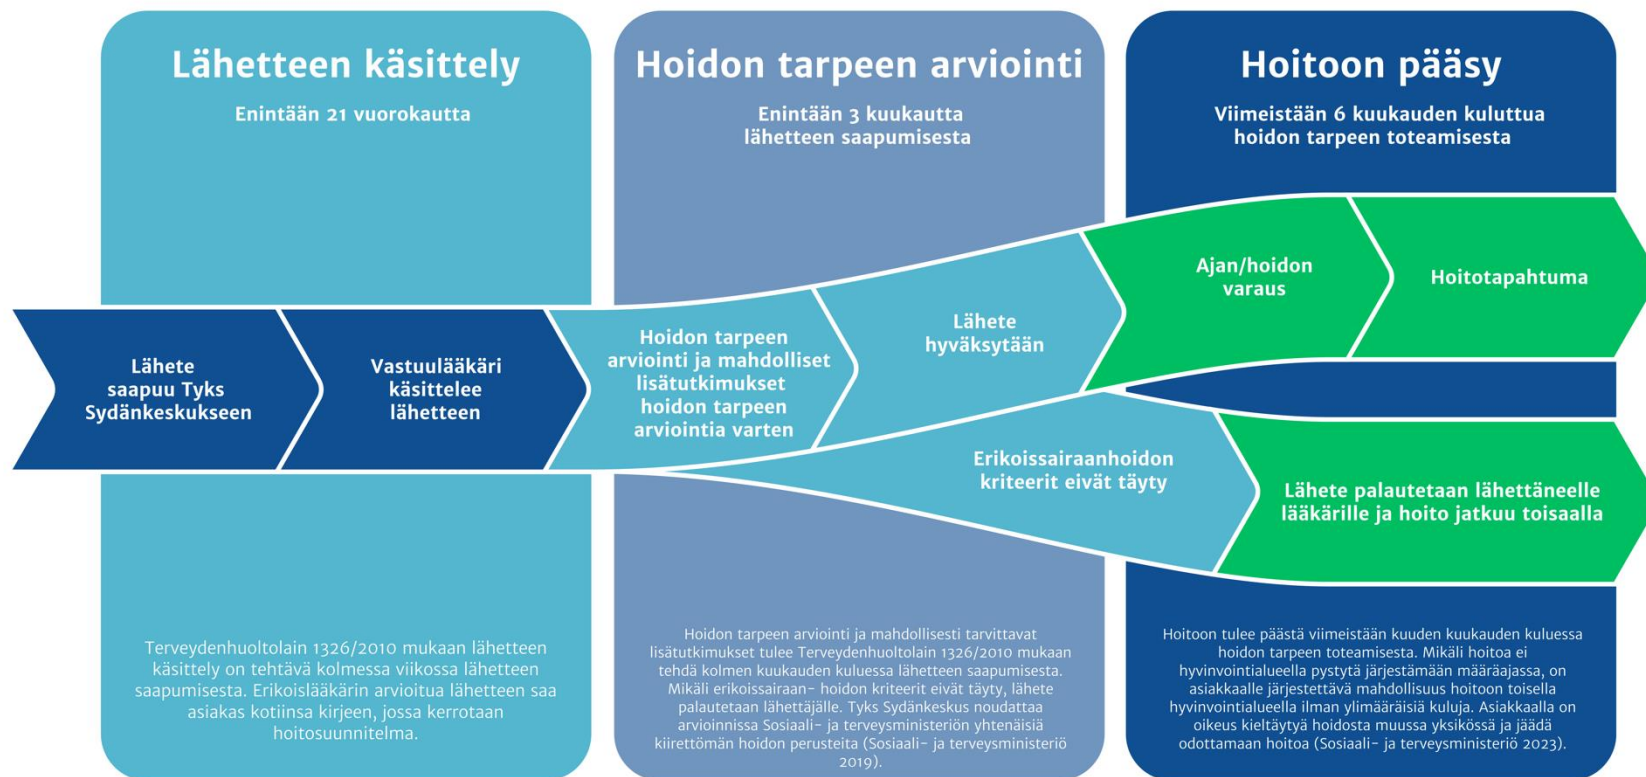 Lähetteen käsittely
Enintään 21 vuorokautta
Hoidon tarpeen arviointi
Enintään 3 kuukautta
lähetteen saapumisesta
Hoitoon pääsy
Viimeistään 6 kuukauden kuluttua
hoidon tarpeen toteamisesta
Lähete
saapuu Tyks
Sydänkeskukseen
Vastuulääkäri
käsittelee
lähetteen
Hoidon tarpeen
arviointi ja mahdolliset
lisätutkimukset
hoidon tarpeen
arviointia varten
Lähete
hyväksytään
Ajan/hoidon
varaus
Hoitotapahtuma
Erikoissairaanhoidon
kriteerit eivät täyty
Lähete palautetaan lähettäneelle
lääkärille ja hoito jatkuu toisaalla
Terveydenhuoltolain 1326/2010 mukaan lähetteen
käsittely on tehtävä kolmessa viikossa lähetteen
saapumisesta. Erikoislääkärin arvioitua lähetteen saa
asiakas kotiinsa kirjeen, jossa kerrotaan
hoitosuunnitelma.
Hoidon tarpeen arviointi ja mahdollisesti tarvittavat
lisätutkimukset tulee Terveydenhuoltolain 1326/2010 mukaan
tehdä kolmen kuukauden kuluessa lähetteen saapumisesta.
Mikäli erikoissairaan- hoidon kriteerit eivät täyty, lähete
palautetaan lähettäjälle. Tyks Sydänkeskus noudattaa
arvioinnissa Sosiaali- ja terveysministeriön yhtenäisiä
kiireettömän hoidon perusteita (Sosiaali- ja terveysministeriö
2019).
Hoitoon tulee päästä viimeistään kuuden kuukauden kuluessa
hoidon tarpeen toteamisesta. Mikäli hoitoa ei
hyvinvointialueella pystytä järjestämään määräajassa, on
asiakkaalle järjestettävä mahdollisuus hoitoon toisella
hyvinvointialueella ilman ylimääräisiä kuluja. Asiakkaalla on
oikeus kieltäytyä hoidosta muussa yksikössä ja jäädä
odottamaan hoitoa (Sosiaali- ja terveysministeriö 2023).